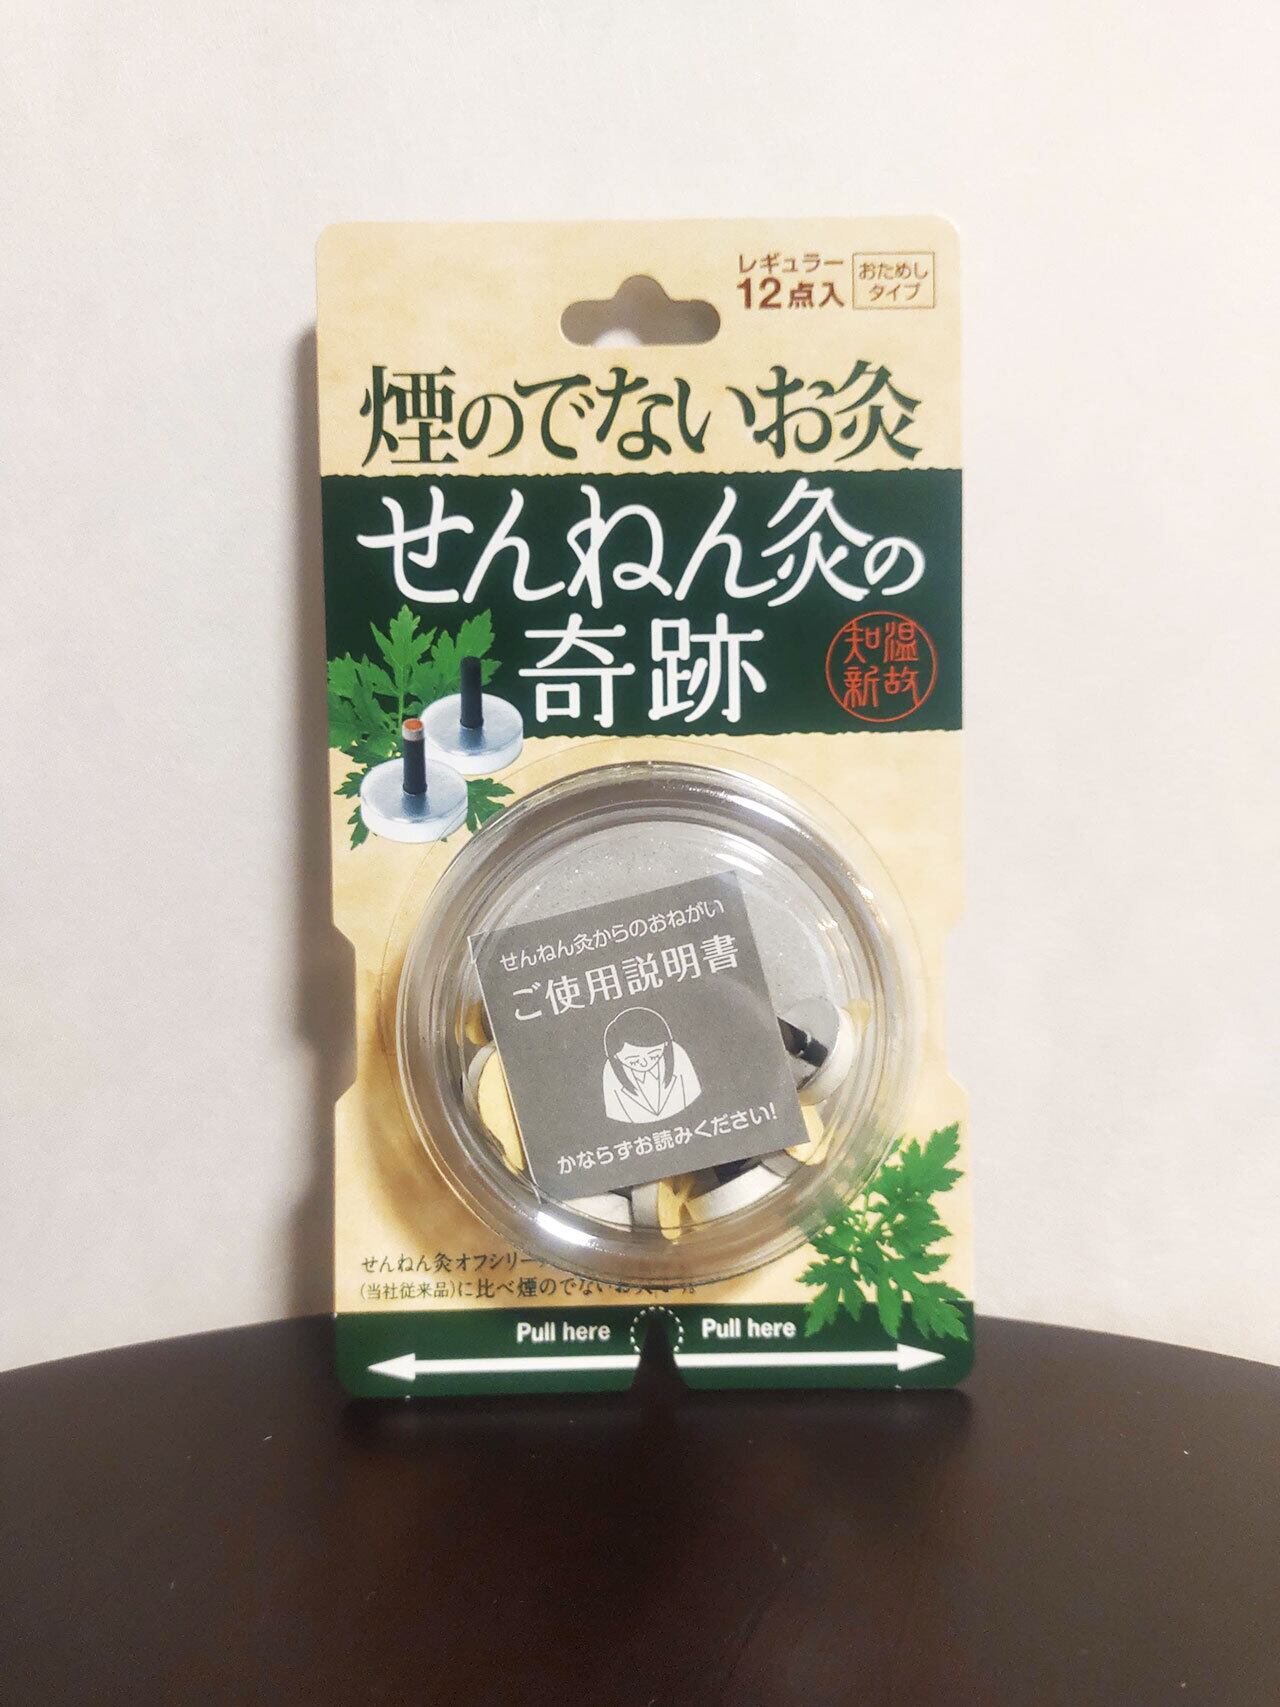 レギュラー
12点入
おためし
タイプ
煙のでないお灸
せんねん灸の
奇跡
温故
知新
せんねん灸からのおねがい
ご使用説明書
かならずお読みください!
せんねん灸オフシリー
(当社従来品)に比べ煙のでない
Pull here
Pull here